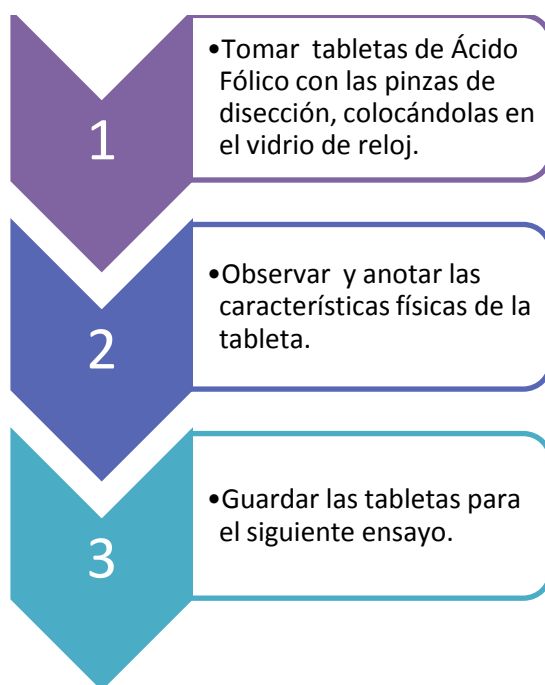 1
•Tomar tabletas de Ácido
Fólico con las pinzas de
disección, colocándolas en
el vidrio de reloj.
2
•Observar y anotar las
características físicas de la
tableta.
3
•Guardar las tabletas para
el siguiente ensayo.